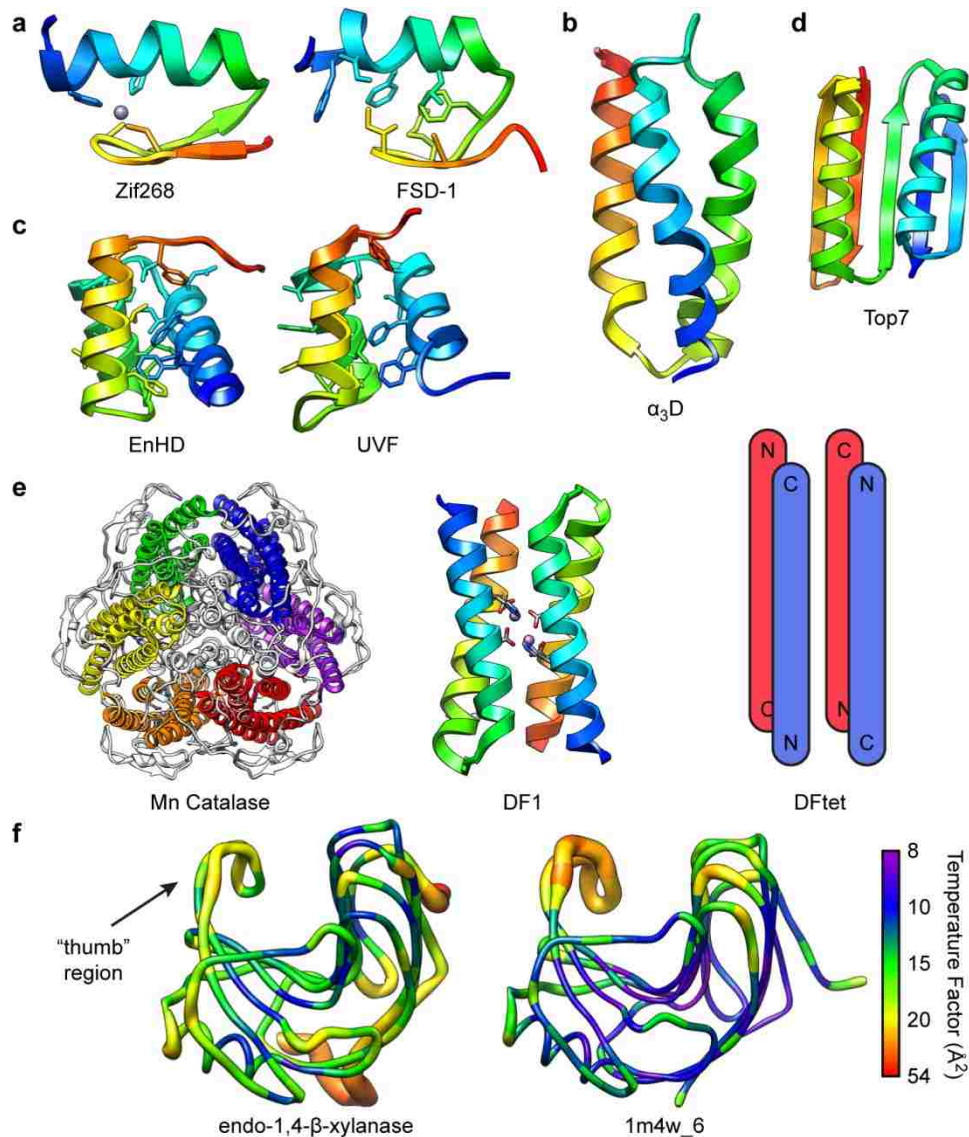 a
b
d
Zif268
FSD-1
Top7
c
α₃D
EnHD
UVF
e
N
C
C
N
C
N
N
C
Mn Catalase
DF1
DFtet
f
"thumb"
region
8
10
15
20
54
Temperature Factor (Å²)
endo-1,4-β-xylanase
1m4w_6